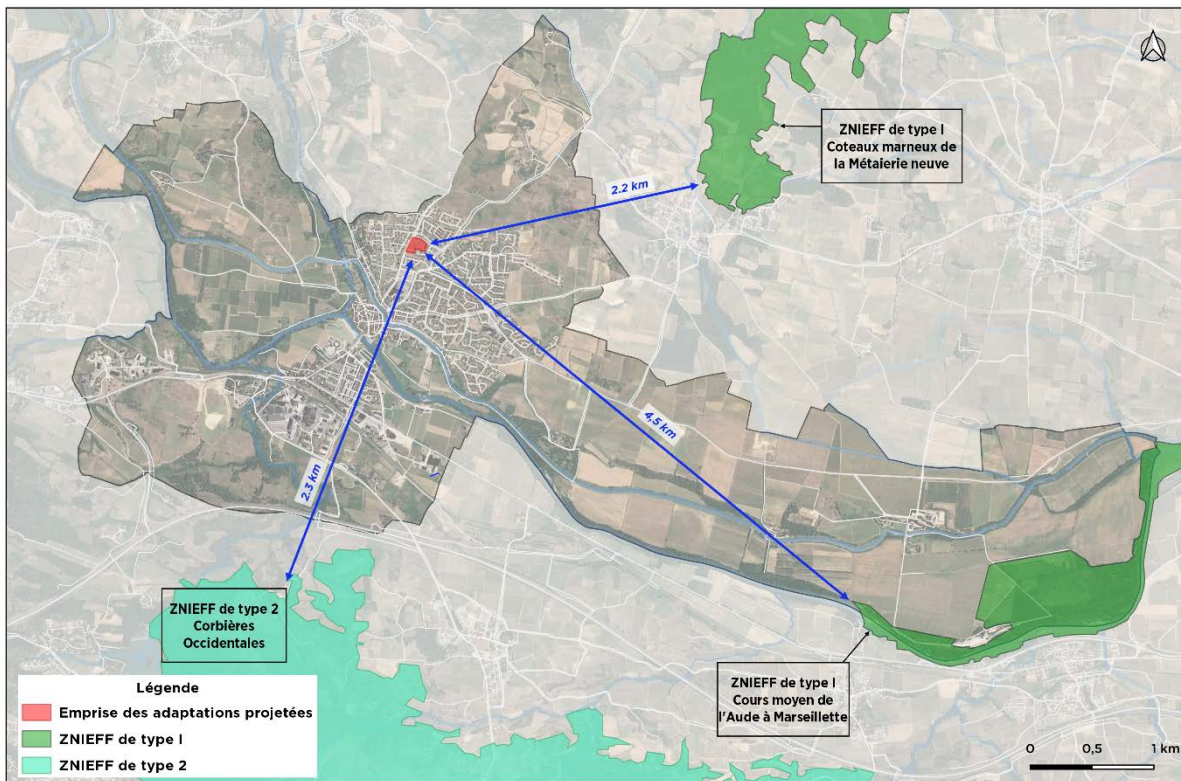 ZNIEFF de type I
Coteaux marneux de
la Métaierie neuve
2.2 km
4,5 km
2.3 km
ZNIEFF de type 2
Corbières
Occidentales
ZNIEFF de type I
Cours moyen de
l'Aude à Marseillette
Légende
Emprise des adaptations projetées
ZNIEFF de type I
ZNIEFF de type 2
0 0,5 1 km